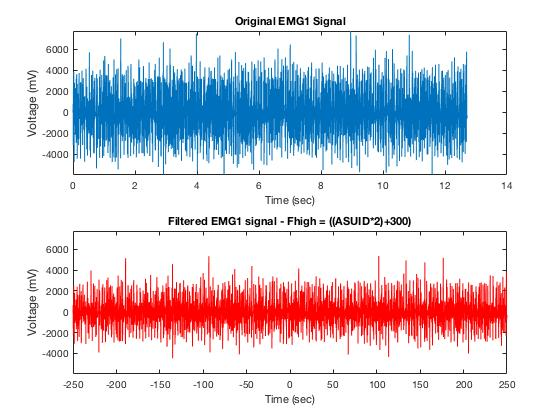 Original EMG1 Signal
6000
4000
2000
0
-2000
-4000
Voltage (mV)
0 2 4 6 8 10 12 14
Time (sec)
Filtered EMG1 signal - Fhigh = ((ASUID*2)+300)
6000
4000
2000
0
-2000
-4000
Voltage (mV)
-250 -200 -150 -100 -50 0 50 100 150 200 250
Time (sec)